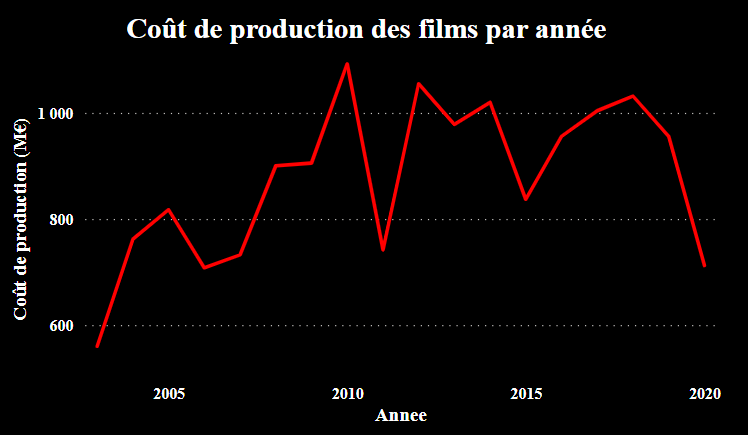 Coût de production des films par année
Coût de production (M€)
1 000
800
600
2005 2010 2015 2020
Annee